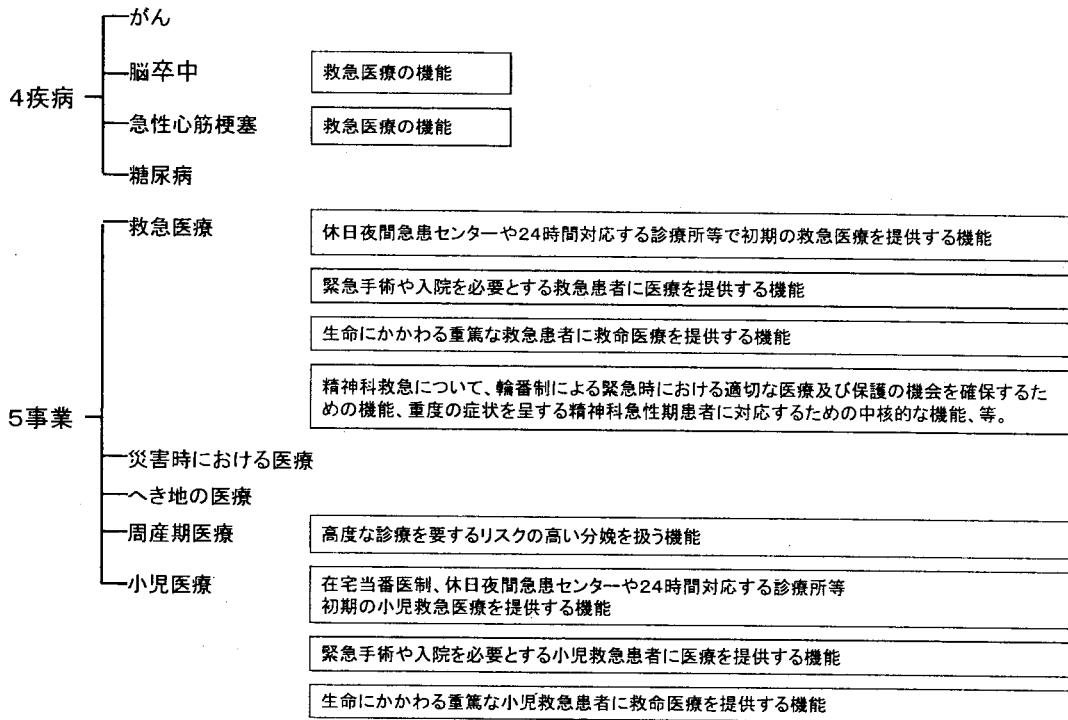 4疾病
がん
脳卒中
救急医療の機能
急性心筋梗塞
救急医療の機能
糖尿病
5事業
救急医療
休日夜間急患センターや24時間対応する診療所等で初期の救急医療を提供する機能
緊急手術や入院を必要とする救急患者に医療を提供する機能
生命にかかわる重篤な救急患者に救命医療を提供する機能
精神科救急について、輪番制による緊急時における適切な医療及び保護の機会を確保するた
めの機能、重度の症状を呈する精神科急性期患者に対応するための中核的な機能、等。
災害時における医療
へき地の医療
周産期医療
高度な診療を要するリスクの高い分娩を扱う機能
小児医療
在宅当番医制、休日夜間急患センターや24時間対応する診療所等
初期の小児救急医療を提供する機能
緊急手術や入院を必要とする小児救急患者に医療を提供する機能
生命にかかわる重篤な小児救急患者に救命医療を提供する機能